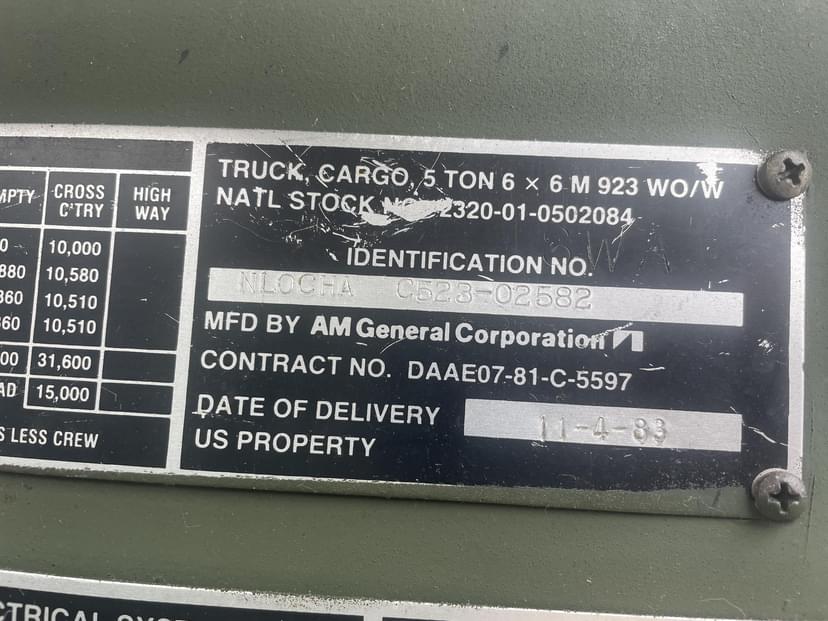 CROSS C'TRY
HIGH WAY
10,000
880 10,580
860 10,510
10,510
31,600
15,000
LESS CREW
TRUCK, CARGO, 5 TON 6 × 6 M 923 WO/W
NATL STOCK 2320-01-0502084
IDENTIFICATION NO.
NLOCHA C523-02582
MFD BY AM General Corporation
CONTRACT NO. DAAE07-81-C-5597
DATE OF DELIVERY 11-4-83
US PROPERTY